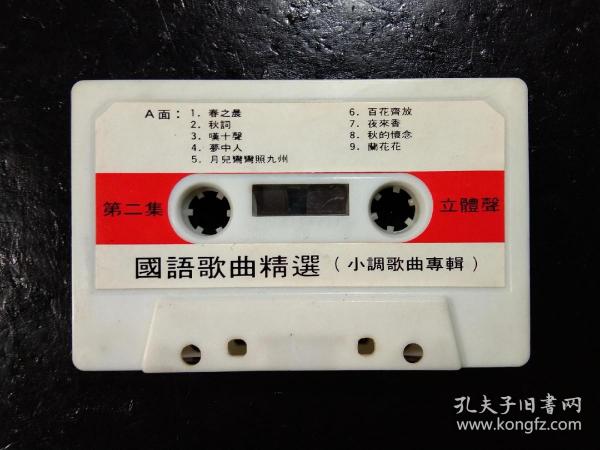 A面：
1. 春之晨
2. 秋詞
3. 嘆十聲
4. 夢中人
5. 月兒彎彎照九州
6. 百花齊放
7. 夜來香
8. 秋的懷念
9. 蘭花花
第二集
立體聲
國語歌曲精選（小調歌曲專輯）
孔夫子旧書网
www.kongfz.com